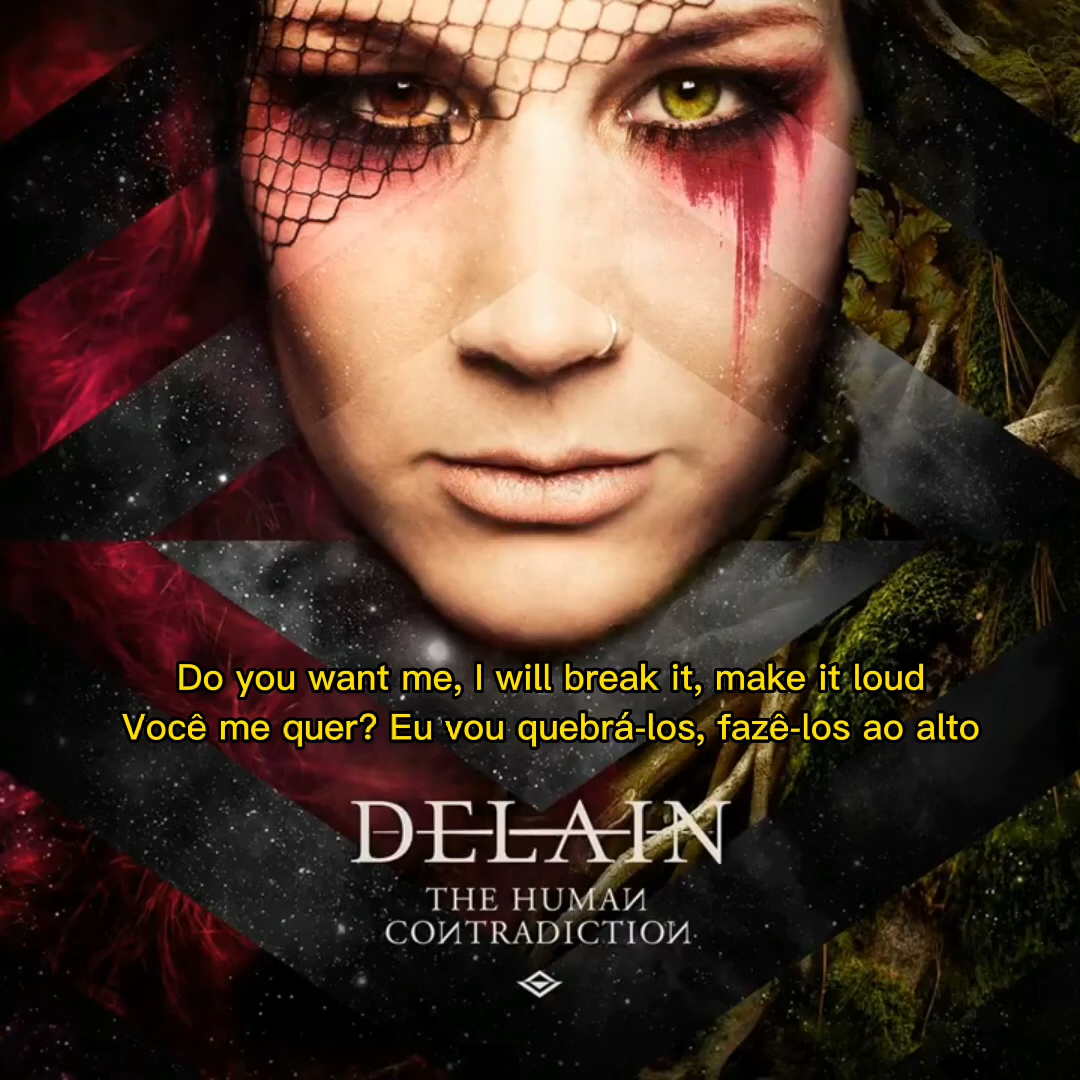 Do you want me, I will break it, make it loud
Você me quer? Eu vou quebrá-los, fazê-los ao alto
DELAIN
THE HUMAN
CONTRADICTION